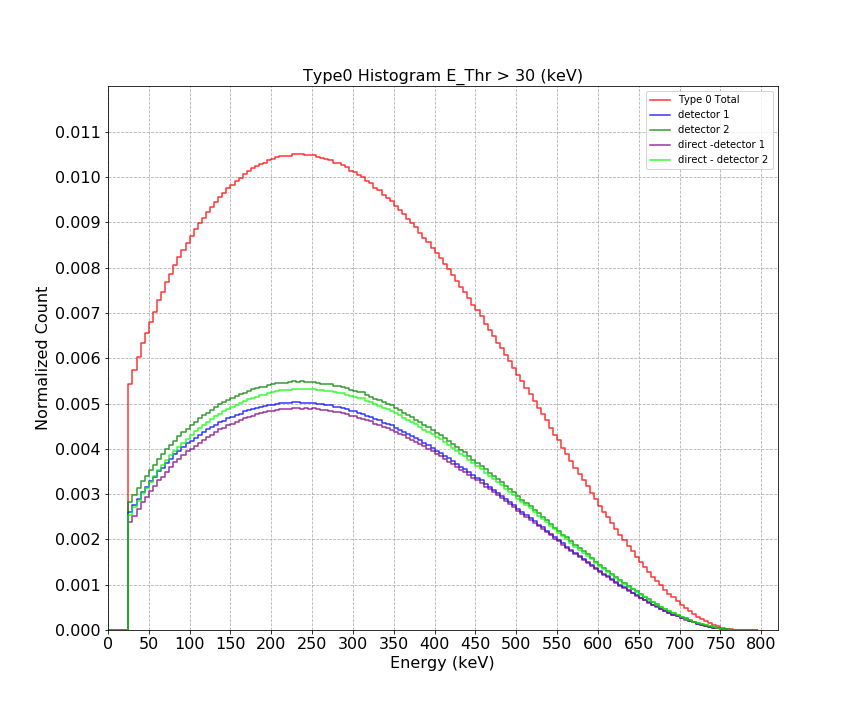 Type0 Histogram E_Thr > 30 (keV)
Type 0 Total
detector 1
detector 2
direct -detector 1
direct - detector 2
Normalized Count
0.011
0.010
0.009
0.008
0.007
0.006
0.005
0.004
0.003
0.002
0.001
0.000
0 50 100 150 200 250 300 350 400 450 500 550 600 650 700 750 800
Energy (keV)